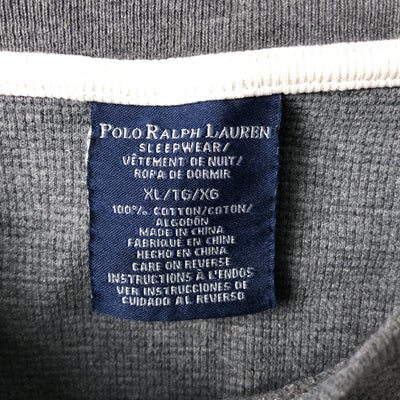 POLO RALPH LAUREN
SLEEPWEAR/
VÊTEMENT DE NUIT/
ROPA DE DORMIR
XL/TG/XG
100% COTTON/COTON/
ALGODÓN
MADE IN CHINA
FABRIQUÉ EN CHINE
HECHO EN CHINA
CARE ON REVERSE
INSTRUCTIONS À L'ENDOS
VER INSTRUCCIONES DE
CUIDADO AL REVERSO